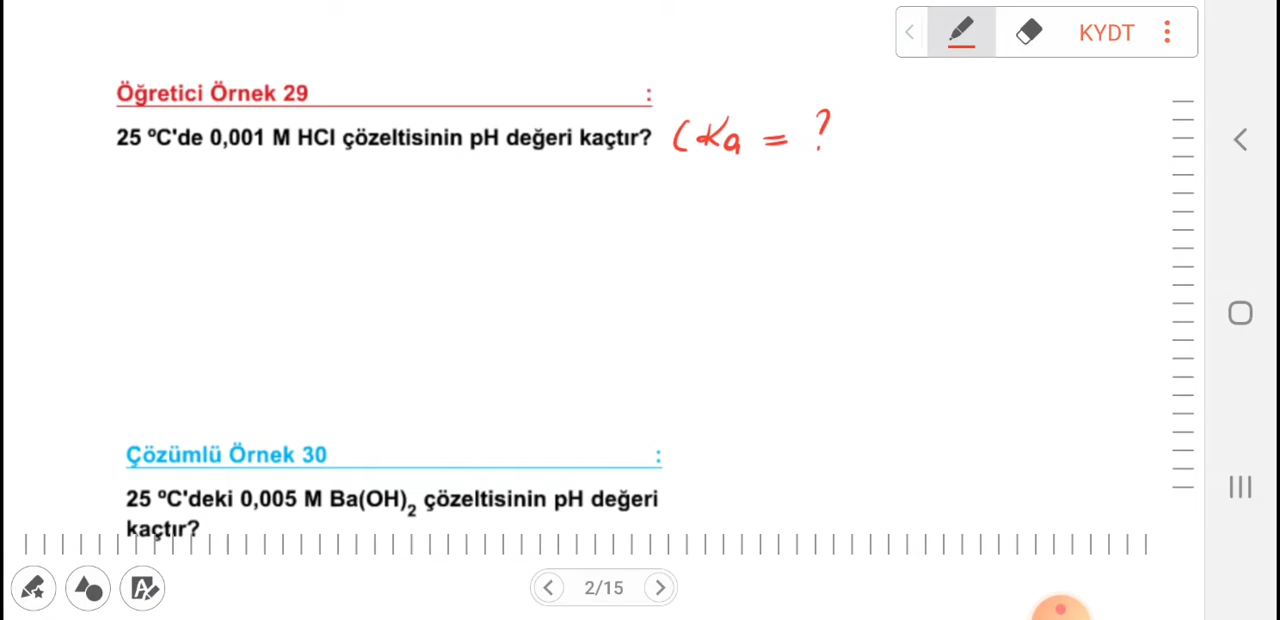 KYDT
Öğretici Örnek 29 :
25 ºC'de 0,001 M HCl çözeltisinin pH değeri kaçtır? (Ka = ?
Çözümlü Örnek 30 :
25 ºC'deki 0,005 M Ba(OH)₂ çözeltisinin pH değeri
kaçtır?
2/15